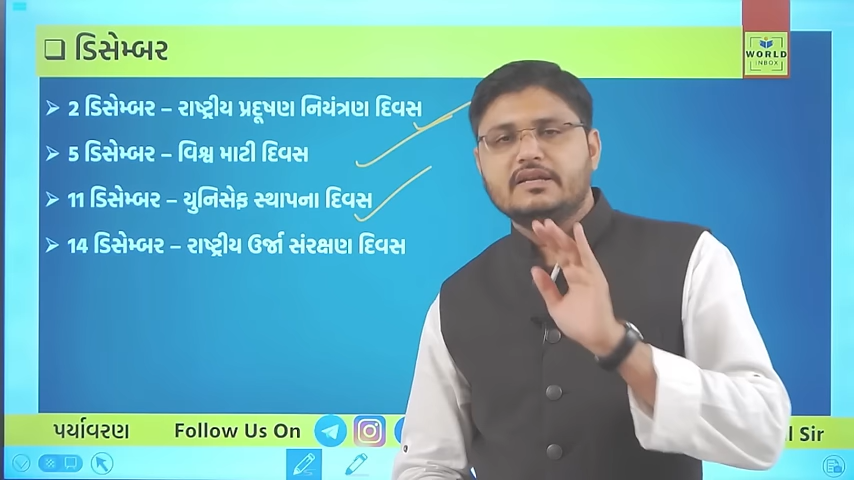 ❑ ડિસેમ્બર
WORLD
INBOX
➢ 2 ડિસેમ્બર – રાષ્ટ્રીય પ્રદૂષણ નિયંત્રણ દિવસ
➢ 5 ડિસેમ્બર – વિશ્વ માટી દિવસ
➢ 11 ડિસેમ્બર – યુનિસેફ સ્થાપના દિવસ
➢ 14 ડિસેમ્બર – રાષ્ટ્રીય ઉર્જા સંરક્ષણ દિવસ
પર્યાવરણ Follow Us On Sir